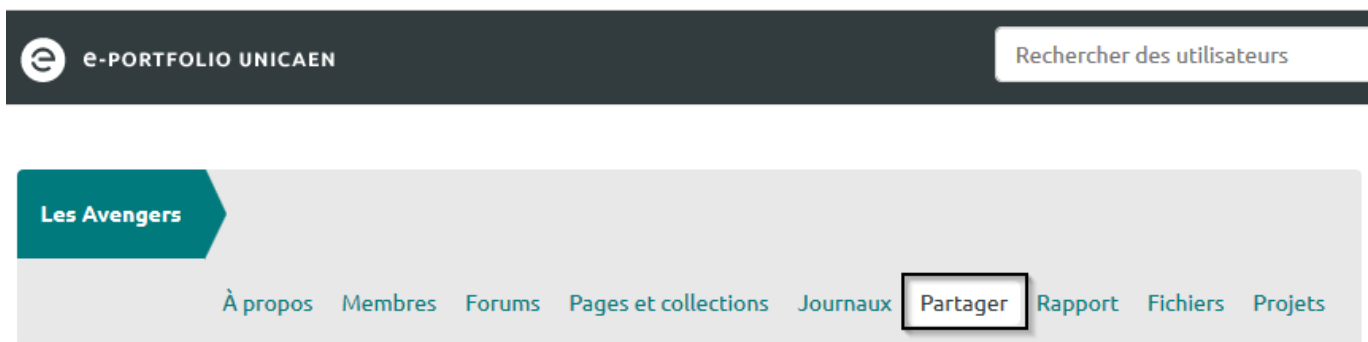 e e-PORTFOLIO UNICAEN Rechercher des utilisateurs
Les Avengers
À propos Membres Forums Pages et collections Journaux Partager Rapport Fichiers Projets